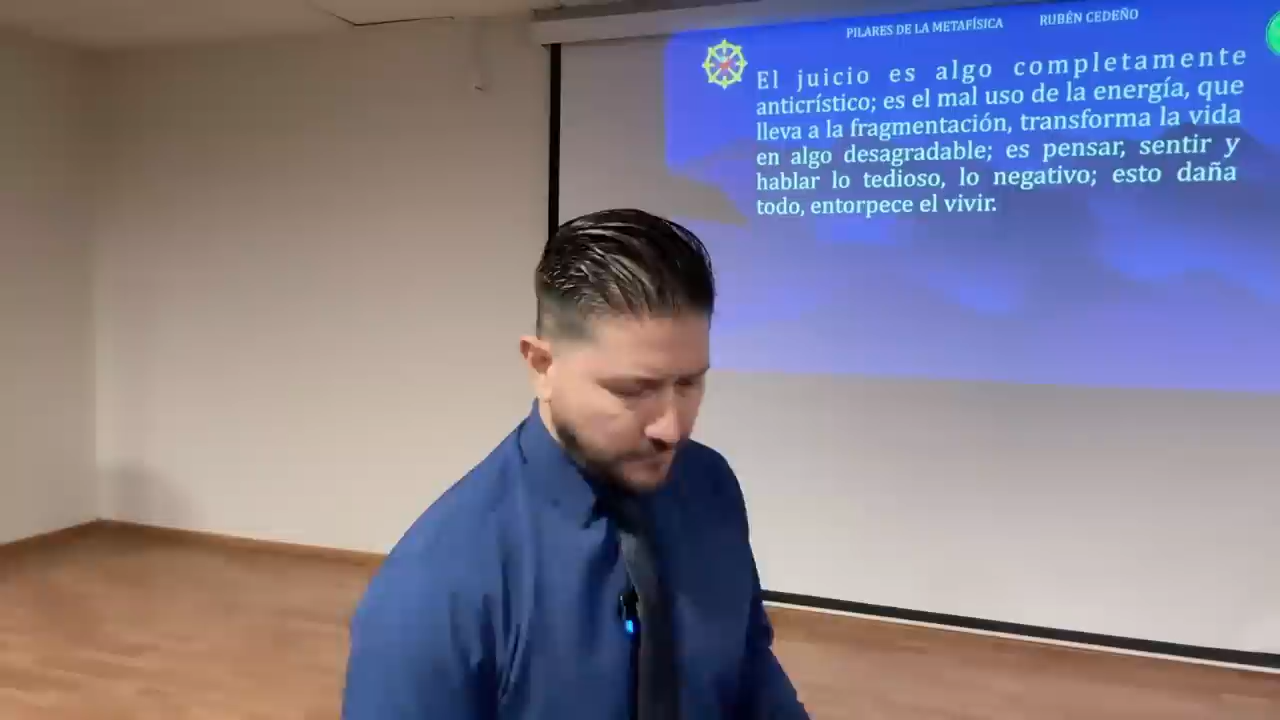 PILARES DE LA METAFÍSICA RUBÉN CEDEÑO
El juicio es algo completamente
anticrístico; es el mal uso de la energía, que
lleva a la fragmentación, transforma la vida
en algo desagradable; es pensar, sentir y
hablar lo tedioso, lo negativo; esto daña
todo, entorpece el vivir.